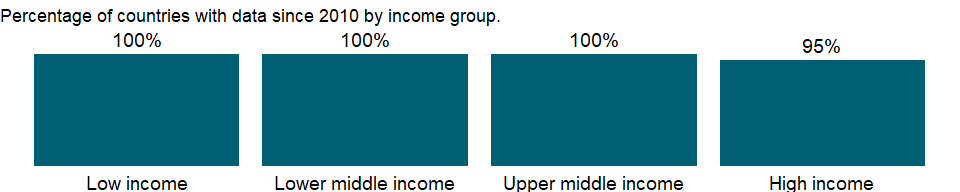 Percentage of countries with data since 2010 by income group.
100% 100% 100% 95%
Low income Lower middle income Upper middle income High income